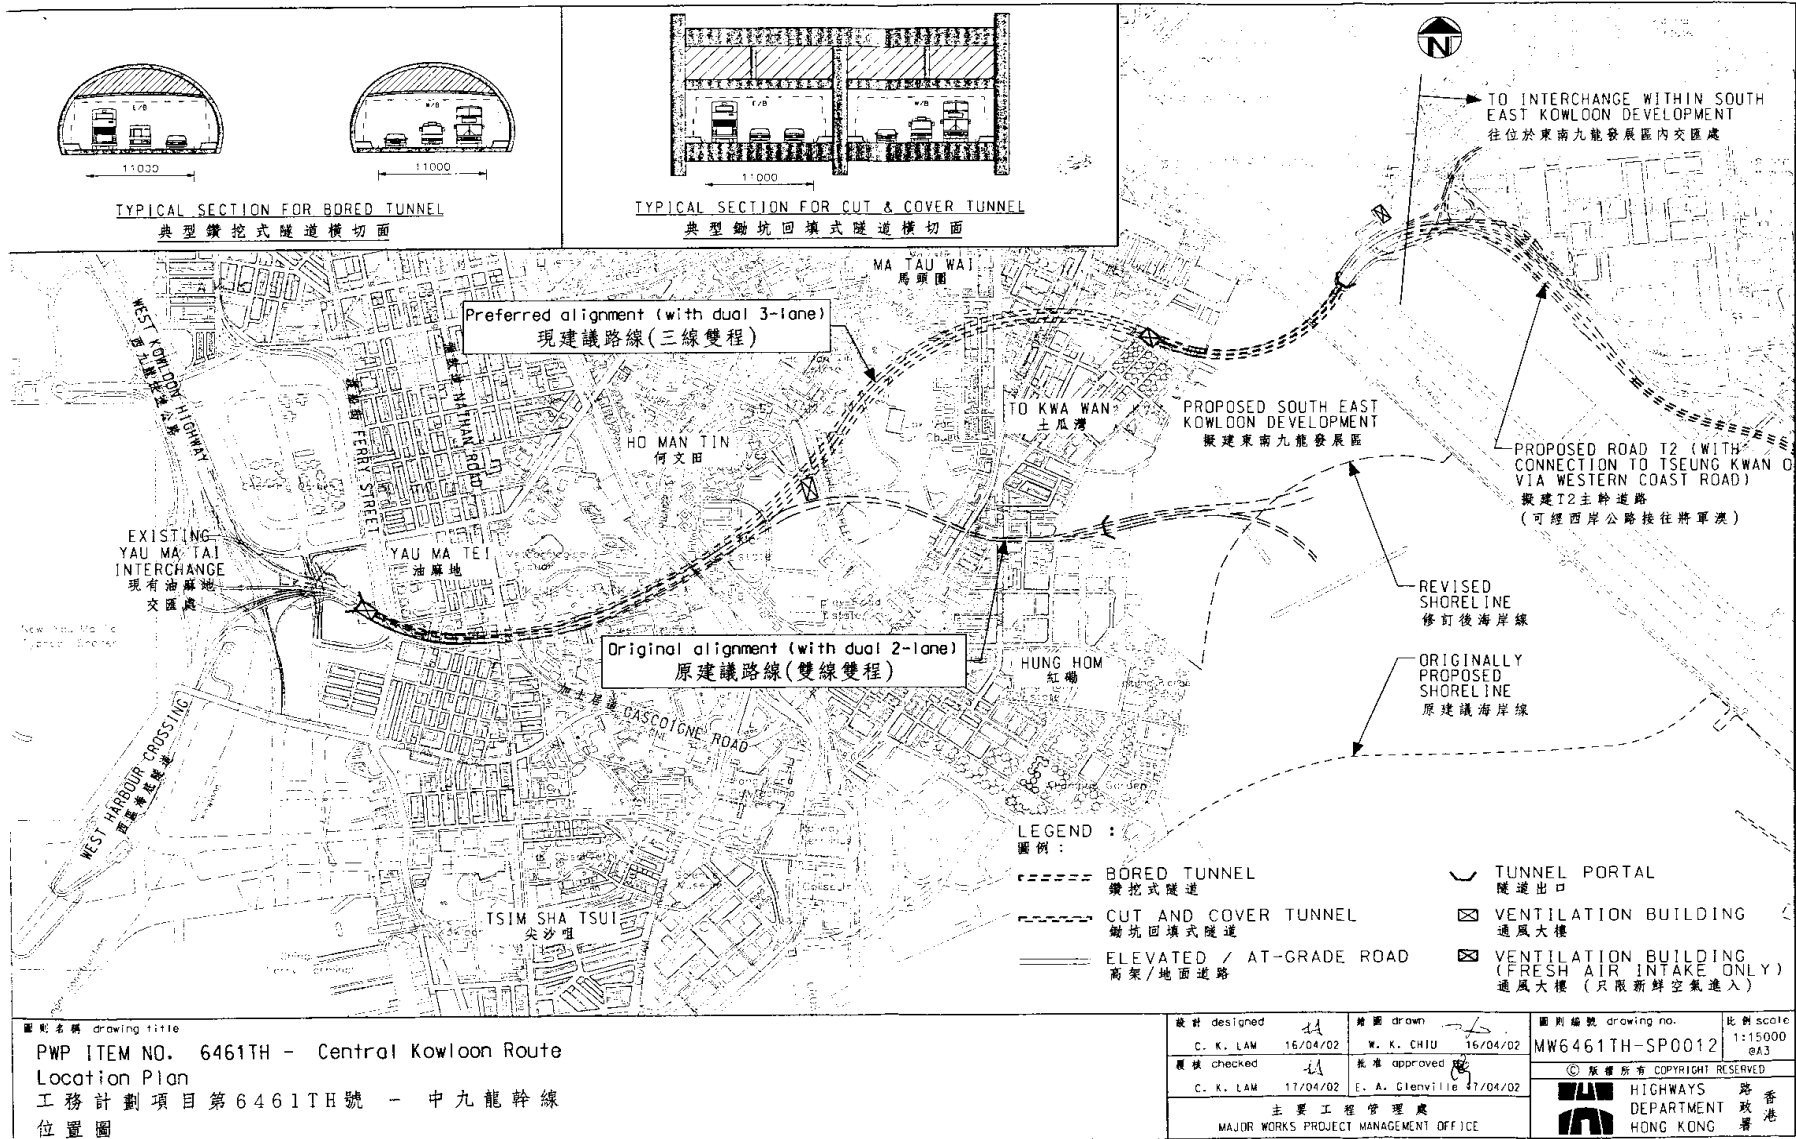 E/B
W/B
11000
11000
TYPICAL SECTION FOR BORED TUNNEL
典型鑽挖式隧道橫切面
E/B
W/B
11000
TYPICAL SECTION FOR CUT & COVER TUNNEL
典型鋤坑回填式隧道橫切面
N
TO INTERCHANGE WITHIN SOUTH
EAST KOWLOON DEVELOPMENT
往位於東南九龍發展區內交匯處
MA TAU WAI
馬頭圍
Preferred alignment (with dual 3-lane)
現建議路線(三線雙程)
WEST KOWLOON HIGHWAY
西九龍快速公路
渡船街 FERRY STREET
彌敦道 NATHAN ROAD
HO MAN TIN
何文田
TO KWA WAN
土瓜灣
PROPOSED SOUTH EAST
KOWLOON DEVELOPMENT
擬建東南九龍發展區
PROPOSED ROAD T2 (WITH
CONNECTION TO TSEUNG KWAN O
VIA WESTERN COAST ROAD)
擬建T2主幹道路
(可經西岸公路接往將軍澳)
EXISTING
YAU MA TAI
INTERCHANGE
現有油麻地
交匯處
YAU MA TEI
油麻地
REVISED
SHORELINE
修訂後海岸線
Original alignment (with dual 2-lane)
原建議路線(雙線雙程)
HUNG HOM
紅磡
ORIGINALLY
PROPOSED
SHORELINE
原建議海岸線
加士居道 GASCOIGNE ROAD
WEST HARBOUR CROSSING
西區海底隧道
TSIM SHA TSUI
尖沙咀
LEGEND :
圖例 :
BORED TUNNEL
鑽挖式隧道
CUT AND COVER TUNNEL
鋤坑回填式隧道
ELEVATED / AT-GRADE ROAD
高架/地面道路
TUNNEL PORTAL
隧道出口
VENTILATION BUILDING
通風大樓
VENTILATION BUILDING
(FRESH AIR INTAKE ONLY)
通風大樓 (只限新鮮空氣進入)
圖則名稱 drawing title
PWP ITEM NO. 6461TH - Central Kowloon Route
Location Plan
工務計劃項目第6461TH號 - 中九龍幹線
位置圖
設計 designed
C. K. LAM 16/04/02
繪圖 drawn
W. K. CHIU 16/04/02
覆核 checked
C. K. LAM 17/04/02
批准 approved
E. A. Glenville 17/04/02
主要工程管理處
MAJOR WORKS PROJECT MANAGEMENT OFFICE
圖則編號 drawing no.
MW6461TH-SP0012
比例 scale
1:15000
@A3
© 版權所有 COPYRIGHT RESERVED
HIGHWAYS
DEPARTMENT
HONG KONG
香港
路政署